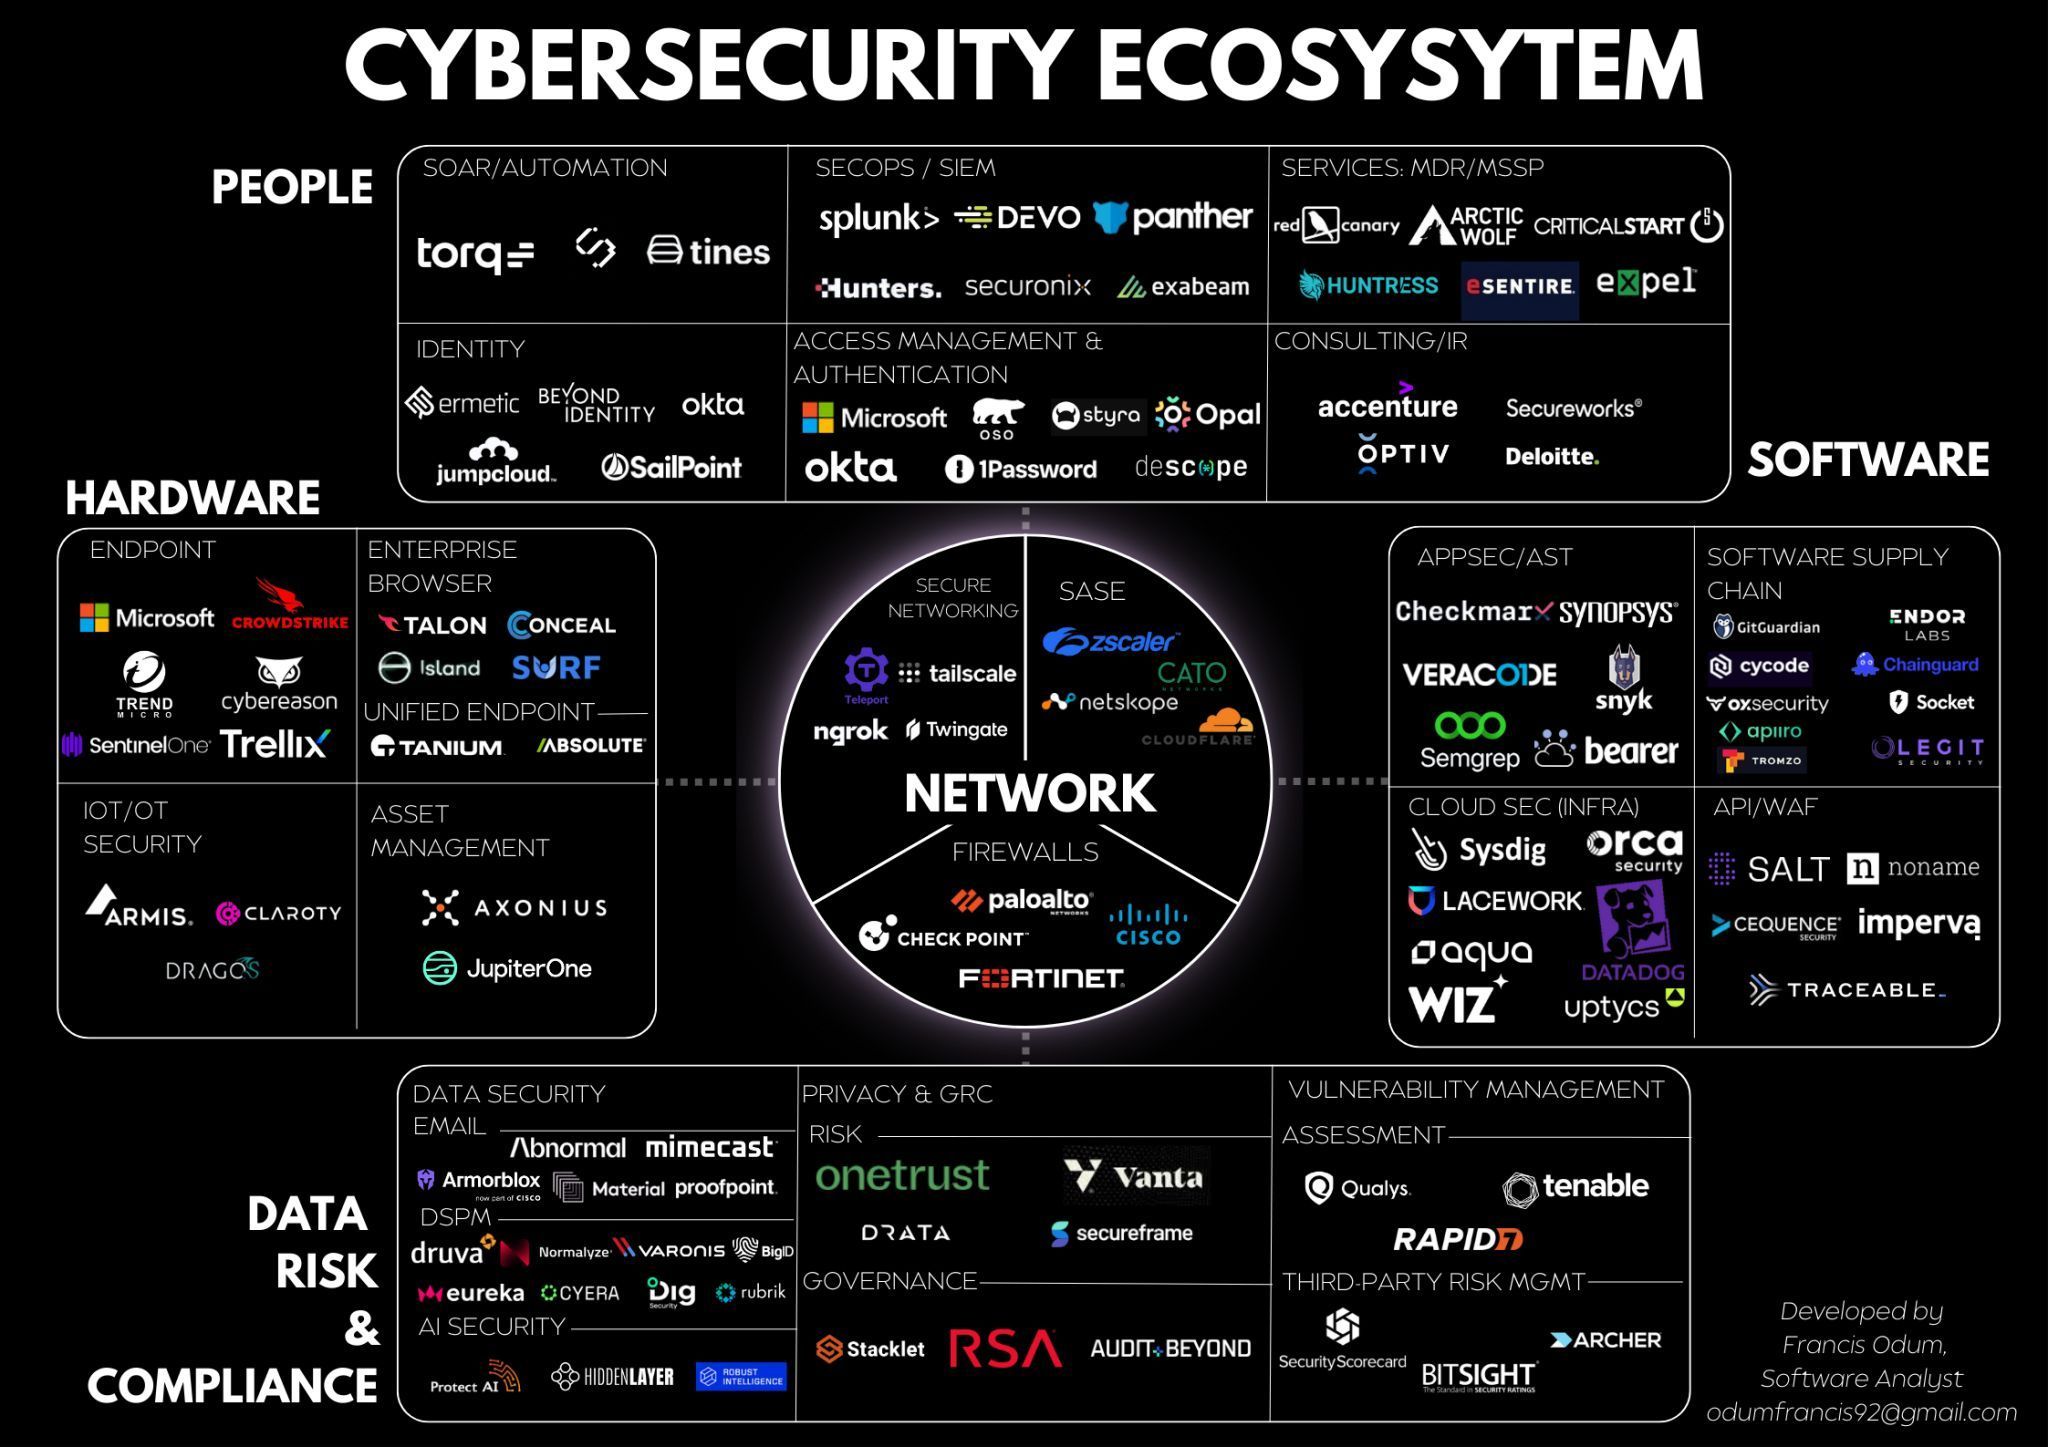 CYBERSECURITY ECOSYSYTEM
PEOPLE
SOAR/AUTOMATION
torq
tines
SECOPS / SIEM
splunk>
DEVO
panther
Hunters.
securonix
exabeam
SERVICES: MDR/MSSP
red canary
ARCTIC
WOLF
CRITICALSTART
HUNTRESS
eSENTIRE
expel
IDENTITY
ermetic
BEYOND
IDENTITY
okta
jumpcloud™
SailPoint
ACCESS MANAGEMENT &
AUTHENTICATION
Microsoft
OSO
styra
Opal
okta
1Password
descope
CONSULTING/IR
accenture
Secureworks®
OPTIV
Deloitte.
HARDWARE
ENDPOINT
Microsoft
CROWDSTRIKE
TREND
MICRO
cybereason
SentinelOne
Trellix
ENTERPRISE
BROWSER
TALON
CONCEAL
Island
SURF
UNIFIED ENDPOINT
TANIUM
/ABSOLUTE®
IOT/OT
SECURITY
ARMIS®
CLAROTY
DRAGOS
ASSET
MANAGEMENT
AXONIUS
JupiterOne
SECURE
NETWORKING
Teleport
tailscale
ngrok
Twingate
SASE
zscaler™
CATO
NETWORKS
netskope
CLOUDFLARE
NETWORK
FIREWALLS
paloalto®
NETWORKS
CHECK POINT™
CISCO
FORTINET®
SOFTWARE
APPSEC/AST
Checkmarx
SYNOPSYS®
VERACODE
snyk
Semgrep
bearer
SOFTWARE SUPPLY
CHAIN
GitGuardian
ENDOR
LABS
cycode
Chainguard
oxsecurity
Socket
apiiro
TROMZO
LEGIT
SECURITY
CLOUD SEC (INFRA)
Sysdig
orca
security
LACEWORK
aqua
DATADOG
WIZ
uptycs
API/WAF
SALT
n noname
CEQUENCE®
SECURITY
imperva
TRACEABLE
DATA
RISK
&
COMPLIANCE
DATA SECURITY
EMAIL
Abnormal
mimecast
Armorblox
now part of CISCO
Material
proofpoint.
DSPM
druva
Normalyze
VARONIS
BigID
eureka
CYERA
Dig
Security
rubrik
AI SECURITY
Protect AI
HIDDENLAYER
ROBUST
INTELLIGENCE
PRIVACY & GRC
RISK
onetrust
Vanta
DRATA
secureframe
GOVERNANCE
Stacklet
RSA
AUDIT+BEYOND
VULNERABILITY MANAGEMENT
ASSESSMENT
Qualys.
tenable
RAPID7
THIRD-PARTY RISK MGMT
SecurityScorecard
BITSIGHT®
The Standard in SECURITY RATINGS
ARCHER
Developed by
Francis Odum,
Software Analyst
odumfrancis92@gmail.com